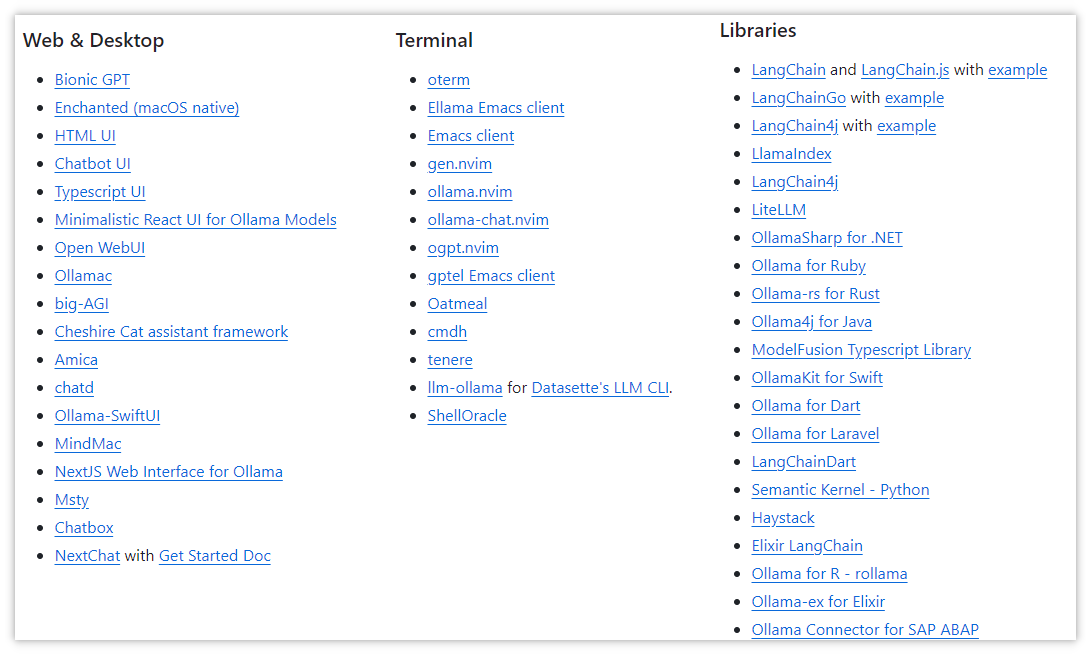 Web & Desktop
Bionic GPT
Enchanted (macOS native)
HTML UI
Chatbot UI
Typescript UI
Minimalistic React UI for Ollama Models
Open WebUI
Ollamac
big-AGI
Cheshire Cat assistant framework
Amica
chatd
Ollama-SwiftUI
MindMac
NextJS Web Interface for Ollama
Msty
Chatbox
NextChat with Get Started Doc
Terminal
oterm
Ellama Emacs client
Emacs client
gen.nvim
ollama.nvim
ollama-chat.nvim
ogpt.nvim
gptel Emacs client
Oatmeal
cmdh
tenere
llm-ollama for Datasette's LLM CLI.
ShellOracle
Libraries
LangChain and LangChain.js with example
LangChainGo with example
LangChain4j with example
LlamaIndex
LangChain4j
LiteLLM
OllamaSharp for .NET
Ollama for Ruby
Ollama-rs for Rust
Ollama4j for Java
ModelFusion Typescript Library
OllamaKit for Swift
Ollama for Dart
Ollama for Laravel
LangChainDart
Semantic Kernel - Python
Haystack
Elixir LangChain
Ollama for R - rollama
Ollama-ex for Elixir
Ollama Connector for SAP ABAP